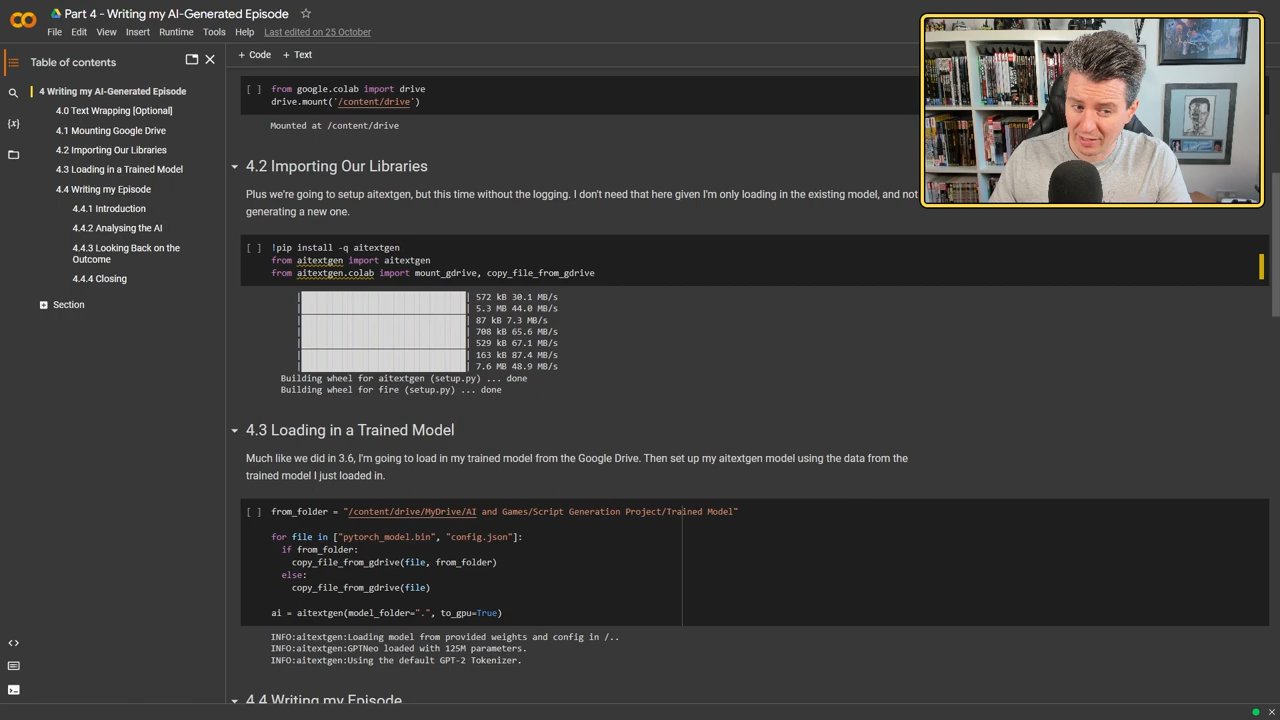 Part 4 - Writing my AI-Generated Episode
File Edit View Insert Runtime Tools Help Last edited on 25 October
Table of contents
4 Writing my AI-Generated Episode
4.0 Text Wrapping [Optional]
4.1 Mounting Google Drive
4.2 Importing Our Libraries
4.3 Loading in a Trained Model
4.4 Writing my Episode
4.4.1 Introduction
4.4.2 Analysing the AI
4.4.3 Looking Back on the
Outcome
4.4.4 Closing
Section
+ Code + Text
[ ] from google.colab import drive
drive.mount('/content/drive')
Mounted at /content/drive
4.2 Importing Our Libraries
Plus we're going to setup aitextgen, but this time without the logging. I don't need that here given I'm only loading in the existing model, and not
generating a new one.
[ ] !pip install -q aitextgen
from aitextgen import aitextgen
from aitextgen.colab import mount_gdrive, copy_file_from_gdrive
| 572 kB 30.1 MB/s
| 5.3 MB 44.0 MB/s
| 87 kB 7.3 MB/s
| 708 kB 65.6 MB/s
| 529 kB 67.1 MB/s
| 163 kB 87.4 MB/s
| 7.6 MB 48.9 MB/s
Building wheel for aitextgen (setup.py) ... done
Building wheel for fire (setup.py) ... done
4.3 Loading in a Trained Model
Much like we did in 3.6, I'm going to load in my trained model from the Google Drive. Then set up my aitextgen model using the data from the
trained model I just loaded in.
[ ] from_folder = "/content/drive/MyDrive/AI and Games/Script Generation Project/Trained Model"
for file in ["pytorch_model.bin", "config.json"]:
if from_folder:
copy_file_from_gdrive(file, from_folder)
else:
copy_file_from_gdrive(file)
ai = aitextgen(model_folder=".", to_gpu=True)
INFO:aitextgen:Loading model from provided weights and config in /..
INFO:aitextgen:GPTNeo loaded with 125M parameters.
INFO:aitextgen:Using the default GPT-2 Tokenizer.
4.4 Writing my Episode